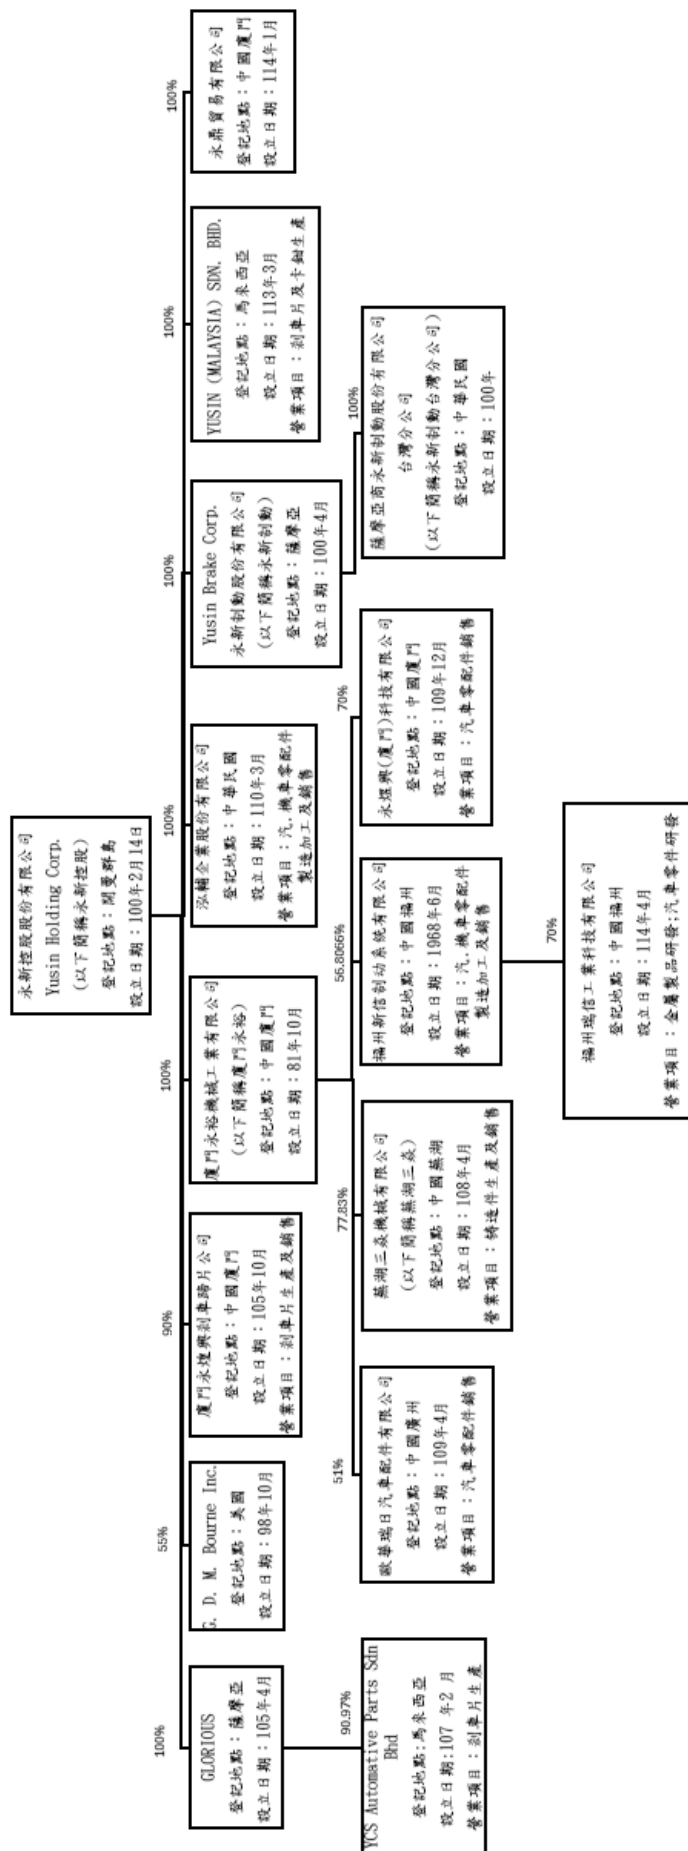 永新控股股份有限公司
Yusin Holding Corp.
(以下簡稱永新控股)
登記地點：開曼群島
設立日期：100年2月14日
100%
GLORIOUS
登記地點：薩摩亞
設立日期：105年4月
55%
G. D. M. Bourne Inc.
登記地點：美國
設立日期：98年10月
90%
廈門永煌興剎車蹄片公司
登記地點：中國廈門
設立日期：105年10月
營業項目：剎車片生產及銷售
100%
廈門永裕機械工業有限公司
(以下簡稱廈門永裕)
登記地點：中國廈門
設立日期：81年10月
100%
泓輔企業股份有限公司
登記地點：中華民國
設立日期：110年3月
營業項目：汽,機車零配件
製造加工及銷售
100%
Yusin Brake Corp.
永新制動股份有限公司
(以下簡稱永新制動)
登記地點：薩摩亞
設立日期：100年4月
100%
YUSIN (MALAYSIA) SDN. BHD.
登記地點：馬來西亞
設立日期：113年3月
營業項目：剎車片及卡鉗生產
100%
永鼎貿易有限公司
登記地點：中國廈門
設立日期：114年1月
90.97%
YCS Automative Parts Sdn
Bhd
登記地點:馬來西亞
設立日期:107 年2 月
營業項目：剎車片生產
51%
歐華瑞日汽車配件有限公司
登記地點：中國廣州
設立日期：109年4月
營業項目：汽車零配件銷售
77.83%
蕪湖三焱機械有限公司
(以下簡稱蕪湖三焱)
登記地點：中國蕪湖
設立日期：108年4月
營業項目：铸造件生產及銷售
56.8066%
福州新信制动系統有限公司
登記地點：中國福州
設立日期：1968年6月
營業項目：汽,機車零配件
製造加工及銷售
70%
永煜興(廈門)科技有限公司
登記地點：中國廈門
設立日期：109年12月
營業項目：汽車零配件銷售
100%
薩摩亞商永新制動股份有限公司
台灣分公司
(以下簡稱永新制動台灣分公司)
登記地點：中華民國
設立日期：100年
70%
福州瑞信工業科技有限公司
登記地點：中國福州
設立日期：114年4月
營業項目：金屬製品研發;汽車零件研發